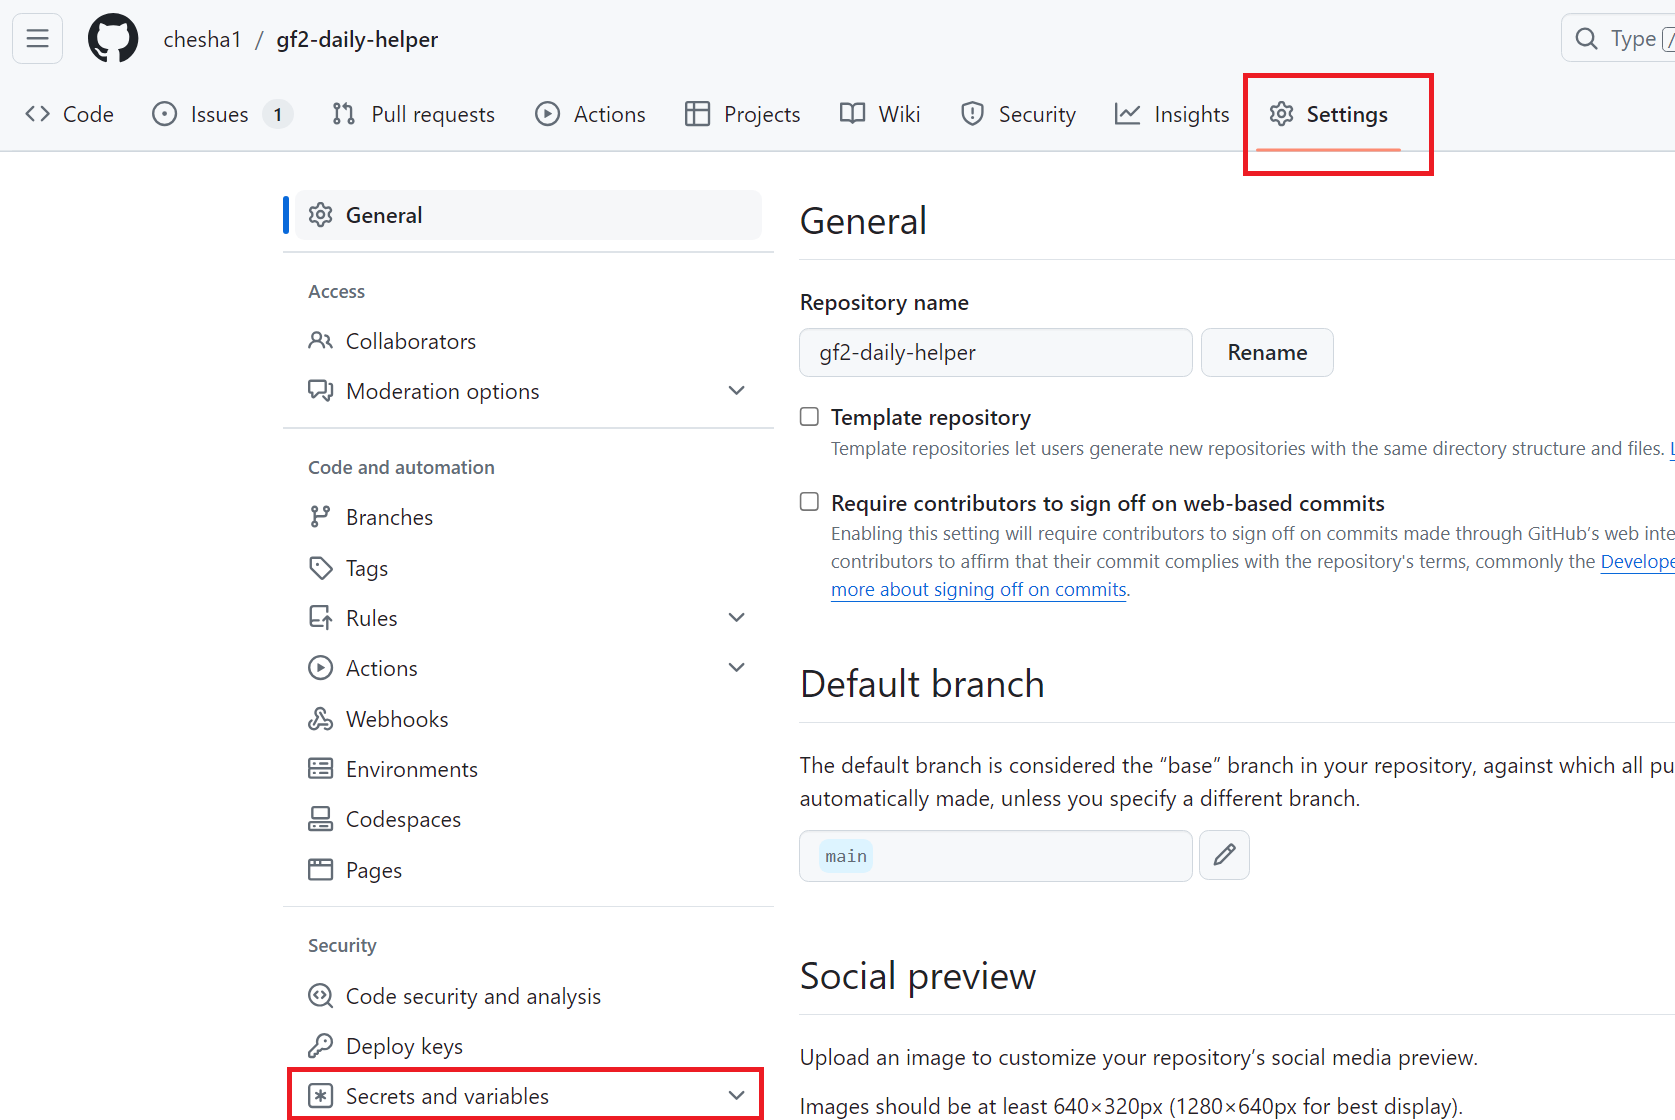 chesha1 / gf2-daily-helper
Type /
Code
Issues 1
Pull requests
Actions
Projects
Wiki
Security
Insights
Settings
General
Access
Collaborators
Moderation options
Code and automation
Branches
Tags
Rules
Actions
Webhooks
Environments
Codespaces
Pages
Security
Code security and analysis
Deploy keys
Secrets and variables
General
Repository name
gf2-daily-helper
Rename
Template repository
Template repositories let users generate new repositories with the same directory structure and files.
Require contributors to sign off on web-based commits
Enabling this setting will require contributors to sign off on commits made through GitHub’s web inte
contributors to affirm that their commit complies with the repository's terms, commonly the Develope
more about signing off on commits.
Default branch
The default branch is considered the “base” branch in your repository, against which all pu
automatically made, unless you specify a different branch.
main
Social preview
Upload an image to customize your repository’s social media preview.
Images should be at least 640×320px (1280×640px for best display).